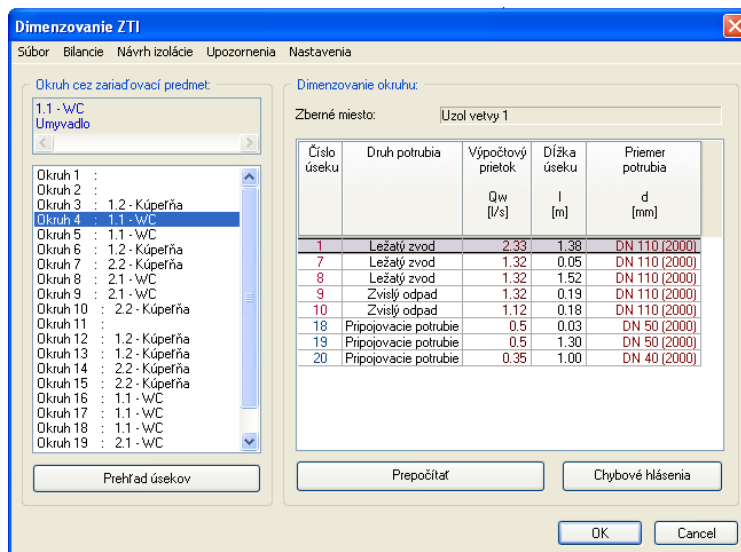 Dimenzovanie ZTI
Súbor Bilancie Návrh izolácie Upozornenia Nastavenia
Okruh cez zariaďovací predmet:
1.1 - WC
Umyvadlo
Okruh 1 :
Okruh 2 :
Okruh 3 : 1.2 - Kúpeľňa
Okruh 4 : 1.1 - WC
Okruh 5 : 1.1 - WC
Okruh 6 : 1.2 - Kúpeľňa
Okruh 7 : 2.2 - Kúpeľňa
Okruh 8 : 2.1 - WC
Okruh 9 : 2.1 - WC
Okruh 10 : 2.2 - Kúpeľňa
Okruh 11 :
Okruh 12 : 1.2 - Kúpeľňa
Okruh 13 : 1.2 - Kúpeľňa
Okruh 14 : 2.2 - Kúpeľňa
Okruh 15 : 2.2 - Kúpeľňa
Okruh 16 : 1.1 - WC
Okruh 17 : 1.1 - WC
Okruh 18 : 1.1 - WC
Okruh 19 : 2.1 - WC
Prehľad úsekov
Dimenzovanie okruhu:
Zberné miesto: Uzol vetvy 1
Číslo Druh potrubia Výpočtový Dĺžka Priemer
úseku prietok úseku potrubia
Qw l d
[l/s] [m] [mm]
1 Ležatý zvod 2.33 1.38 DN 110 (2000)
7 Ležatý zvod 1.32 0.05 DN 110 (2000)
8 Ležatý zvod 1.32 1.52 DN 110 (2000)
9 Zvislý odpad 1.32 0.19 DN 110 (2000)
10 Zvislý odpad 1.12 0.18 DN 110 (2000)
18 Pripojovacie potrubie 0.5 0.03 DN 50 (2000)
19 Pripojovacie potrubie 0.5 1.30 DN 50 (2000)
20 Pripojovacie potrubie 0.35 1.00 DN 40 (2000)
Prepočítať Chybové hlásenia
OK Cancel